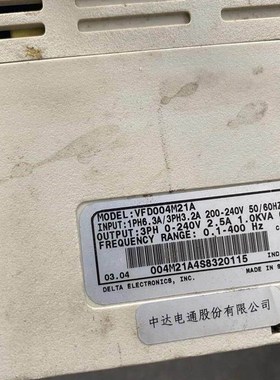 MODEL:VFD004M21A
INPUT:1PH6.3A/3PH3.2A 200-240V 50/60HZ
OUTPUT:3PH 0-240V 2.5A 1.0KVA
FREQUENCY RANGE: 0.1-400 Hz
03.04 004M21A4S8320115
DELTA ELECTRONICS, INC.
中达电通股份有限公司